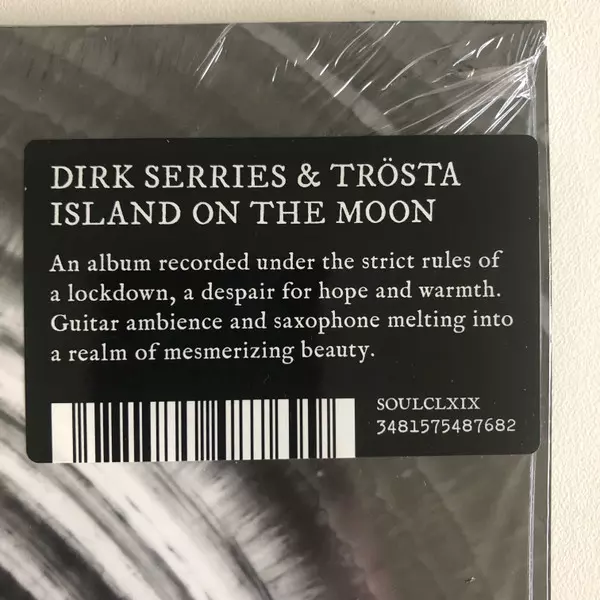 DIRK SERRIES & TRÖSTA
ISLAND ON THE MOON
An album recorded under the strict rules of
a lockdown, a despair for hope and warmth.
Guitar ambience and saxophone melting into
a realm of mesmerizing beauty.
SOULCLXIX
3481575487682